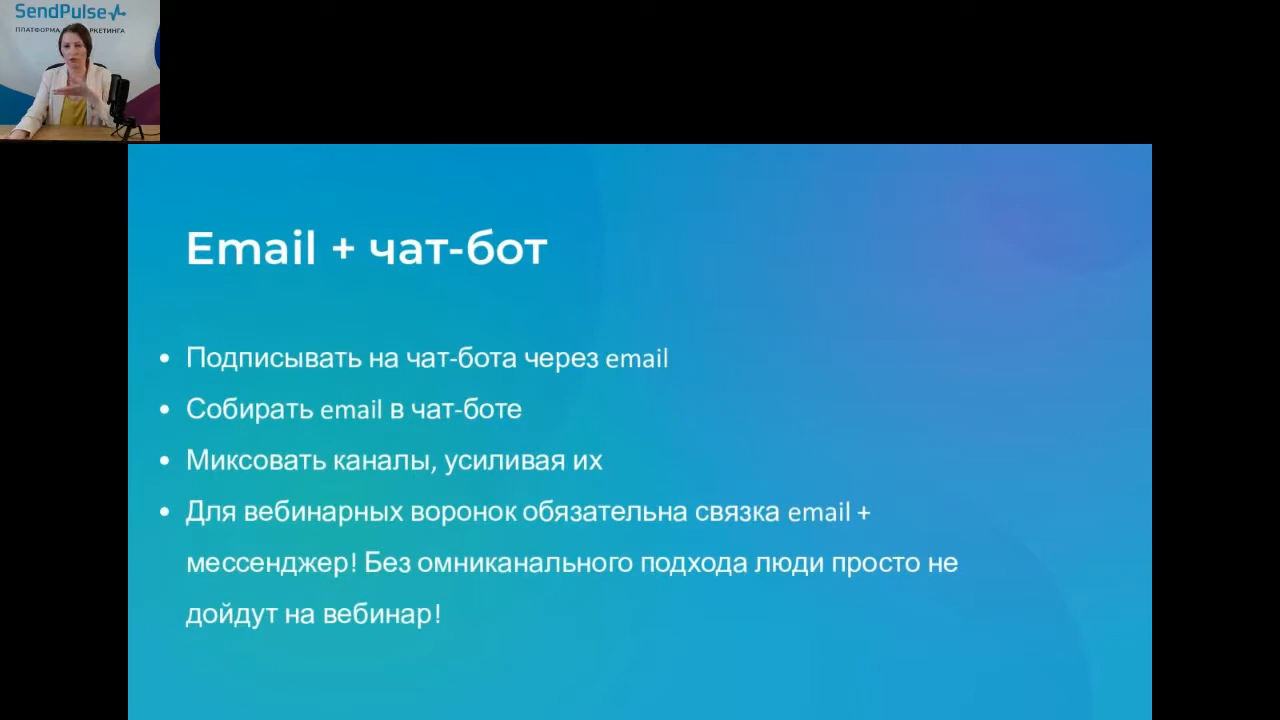 SendPulse
ПЛАТФОРМА РКЕТИНГА
Email + чат-бот
• Подписывать на чат-бота через email
• Собирать email в чат-боте
• Миксовать каналы, усиливая их
• Для вебинарных воронок обязательна связка email +
мессенджер! Без омниканального подхода люди просто не
дойдут на вебинар!